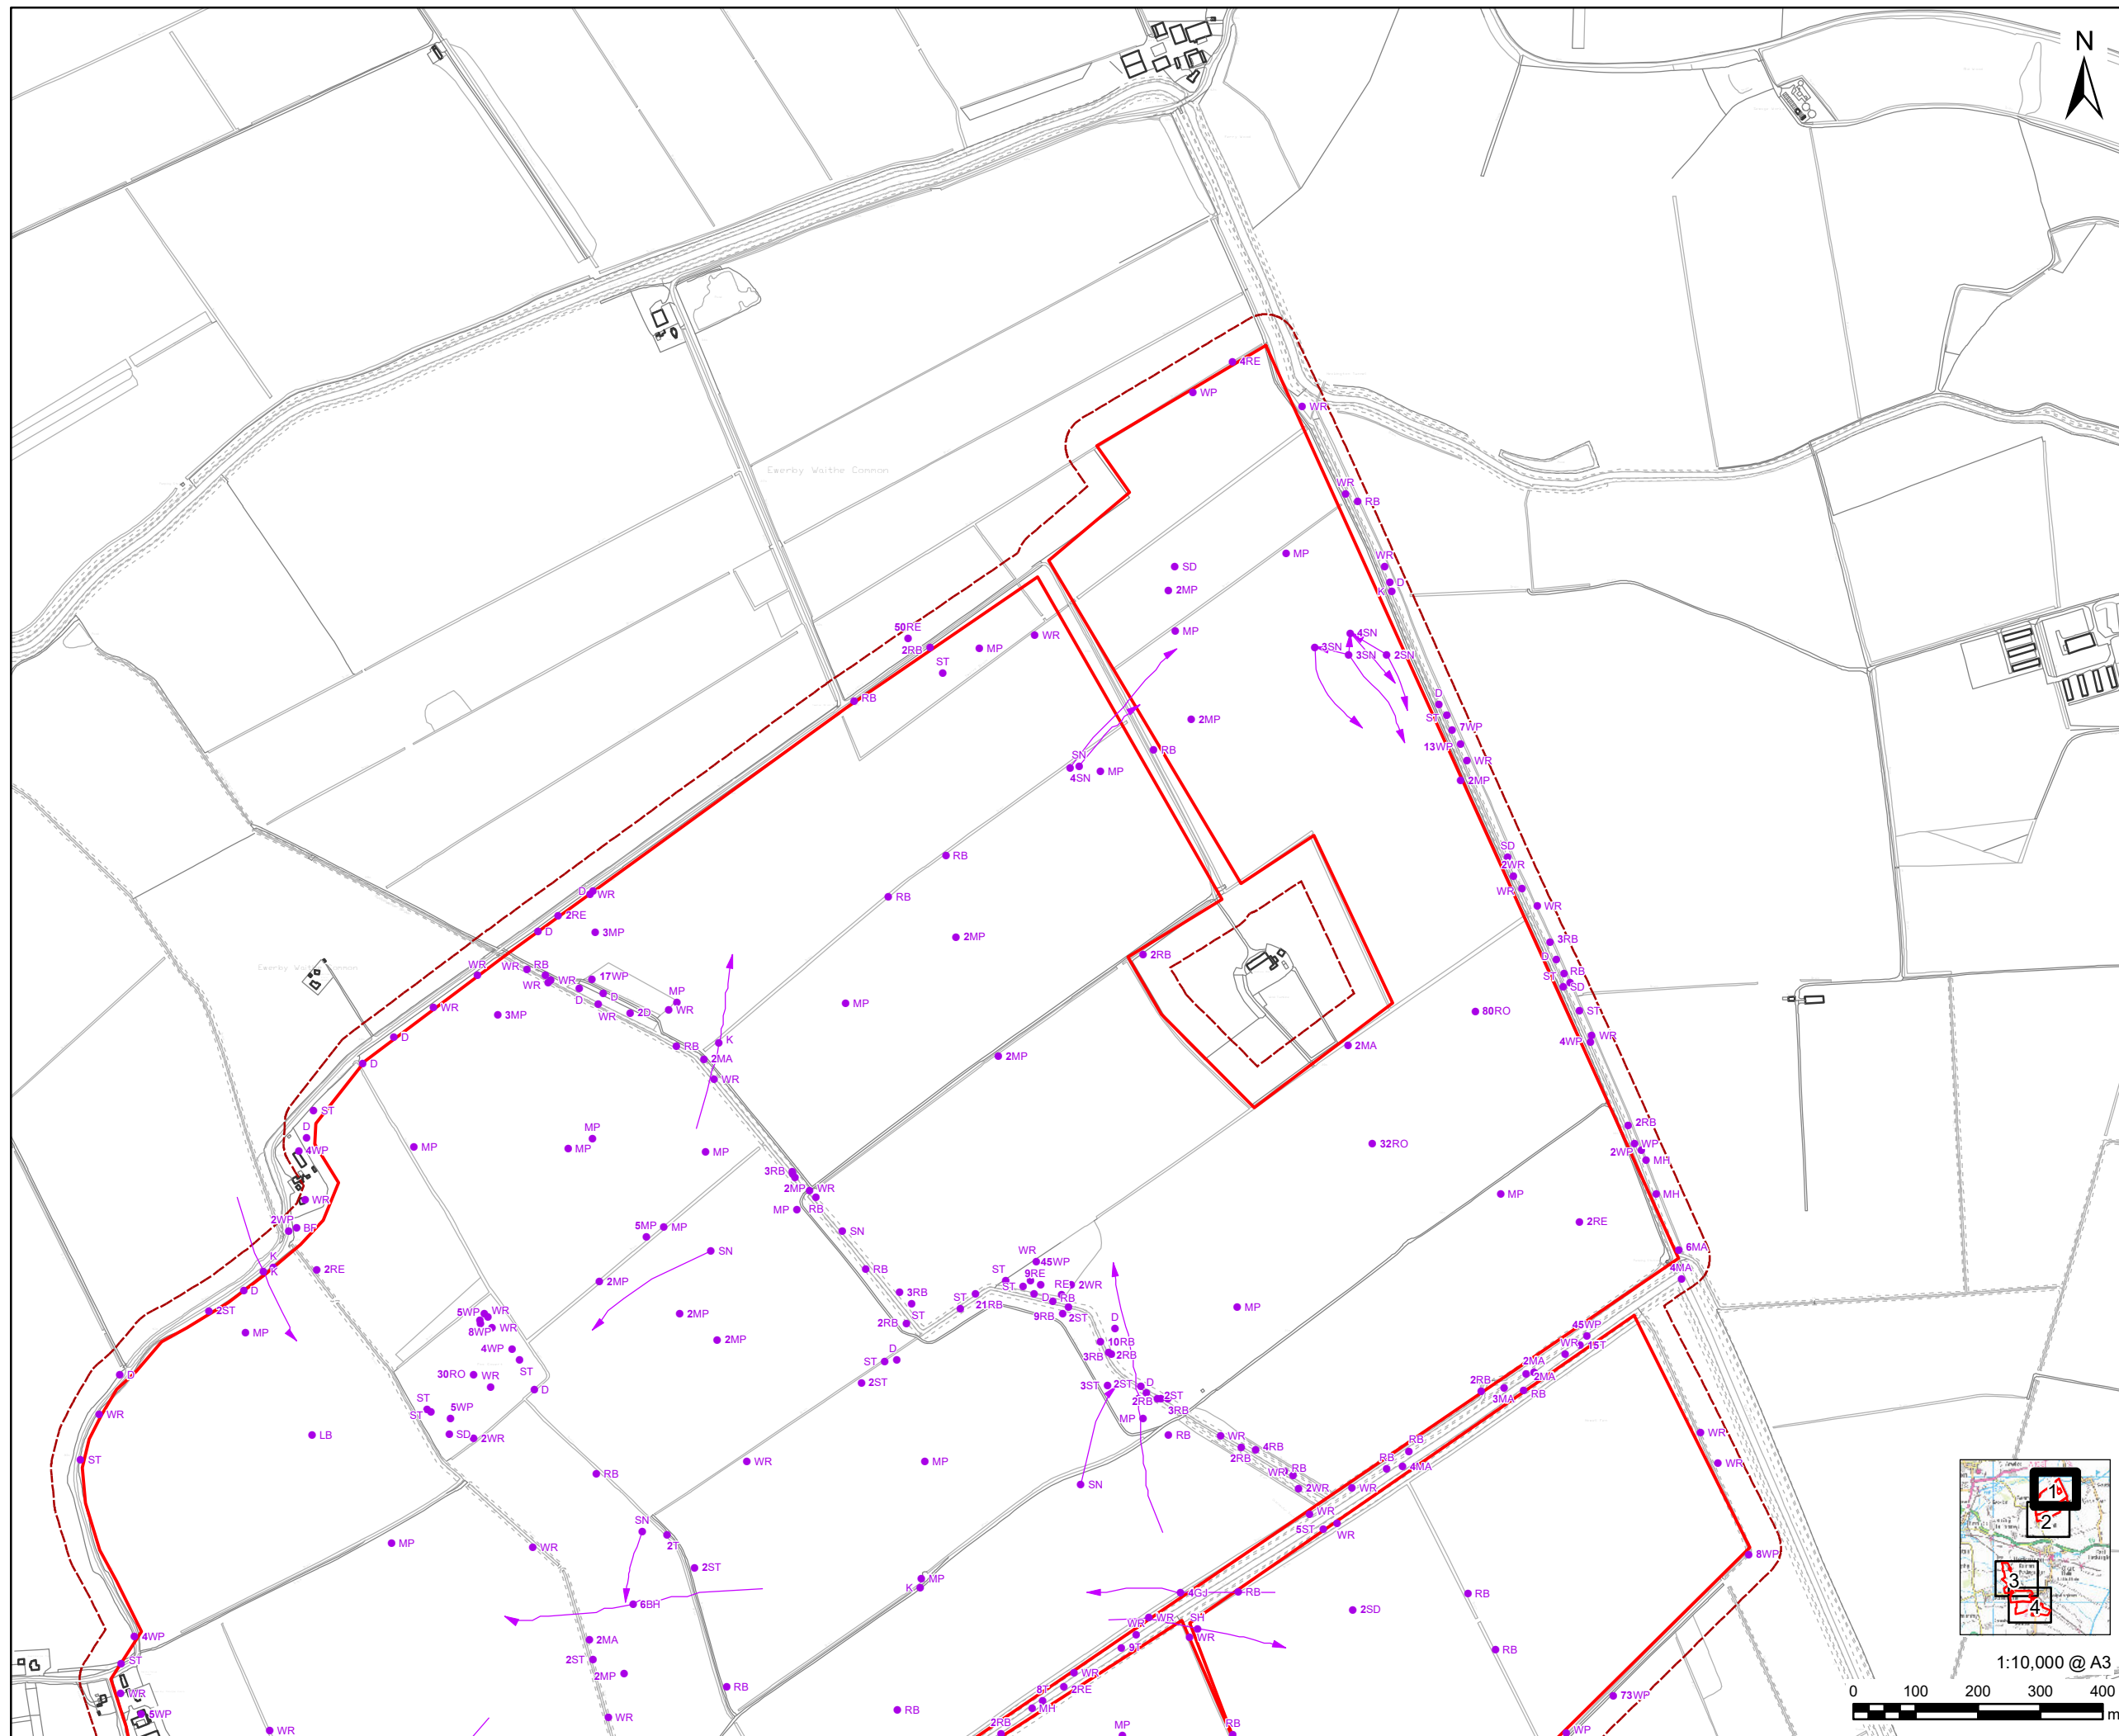 N
4RE
WP
WR
Ewerby Waithe Common
WR
RB
MP
WR
SD
D
2MP
K
50RE
MP
4SN
WR
2RB
MP
3SN
3SN
2SN
ST
RB
D
2MP
ST
7WP
13WP
RB
SN
WR
4SN
MP
2MP
RB
SD
2WR
D
WR
RB
WR
WR
2RE
D
3MP
2MP
3RB
2RB
D
Ewerby Waithe Common
WR
WR
RB
WR
17WP
RB
ST
SD
WR
D
D
MP
MP
WR
3MP
WR
2D
WR
80RO
ST
D
K
RB
2MA
WR
4WP
D
2MA
2MP
WR
ST
D
4WP
MP
MP
MP
MP
2RB
WP
2WP
MH
32RO
3RB
2MP
WR
MH
WR
MP
RB
MP
2WP
BF
5MP
MP
SN
2RE
K
K
SN
6MA
2RE
RB
WR
45WP
4MA
D
2MP
ST
9RE
ST
RE
2WR
2ST
3RB
ST
D
RB
MP
5WP
WR
2MP
ST
21RB
9RB
2ST
MP
8WP
WR
2RB
D
45WP
2MP
10RB
WR
15T
4WP
ST
3RB
2RB
ST
D
D
30RO
WR
2MA
2MA
D
2ST
3ST
2ST
D
2RB
3MA
RB
WR
ST
ST
5WP
2RB
2ST
3RB
LB
SD
2WR
MP
RB
WR
WR
ST
2RB
4RB
RB
WR
MP
RB
WR
RB
RB
4MA
WR
SN
2WR
WR
SN
WR
1
MP
WR
2T
5ST
WR
2
8WP
2ST
MP
K
4GJ
RB
RB
3
6BH
2SD
4
4WP
WR
WR
SH
2MA
WR
9T
RB
ST
2ST
2MP
WR
1:10,000 @ A3
WR
RB
8T
2RE
73WP
0 100 200 300 400
m
5WP
WR
RB
MH
WR
2RB
MP
RB
WP